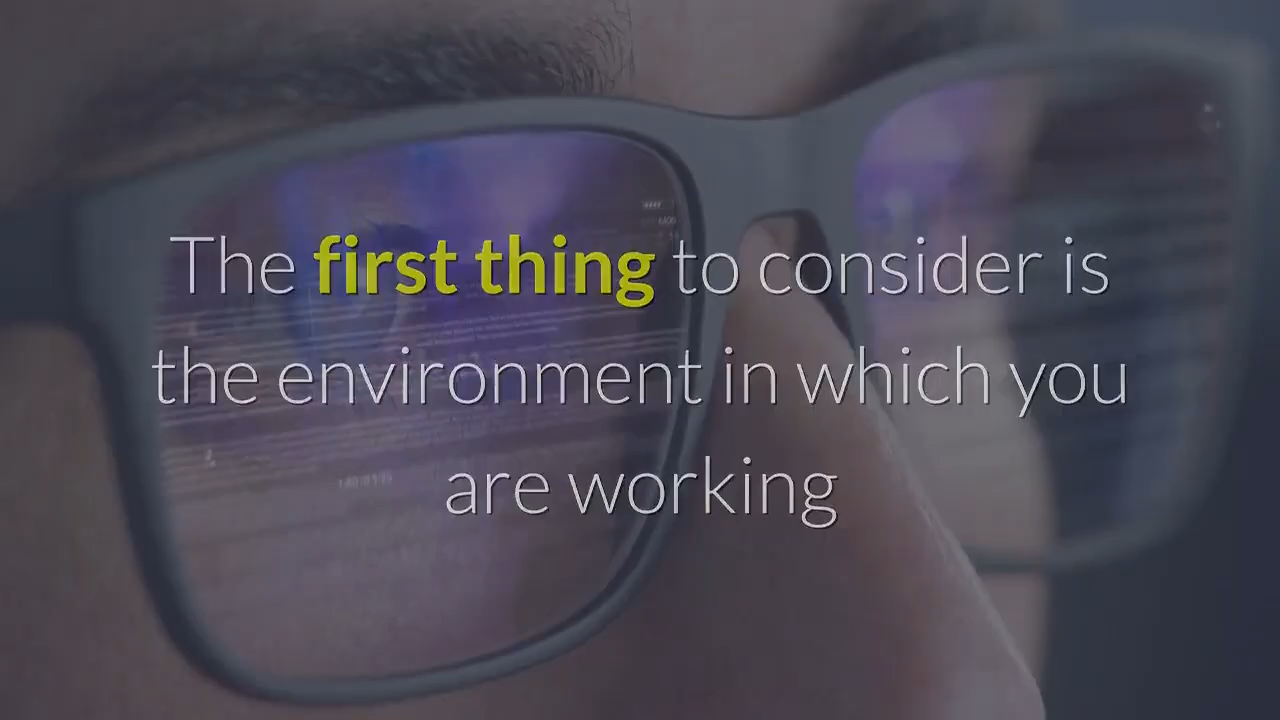 The first thing to consider is
the environment in which you
are working